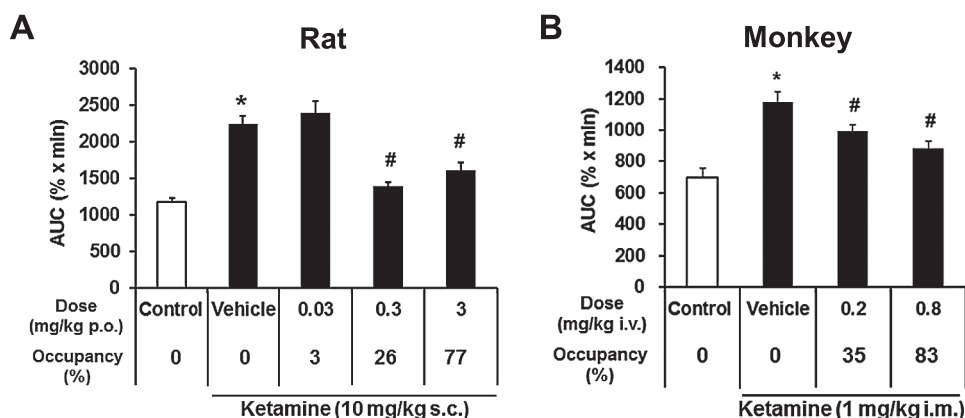 A
Rat
AUC (% x min)
3000
2500
2000
1500
1000
500
0
*
#
#
Dose
(mg/kg p.o.)
Control Vehicle 0.03 0.3 3
Occupancy
(%)
0 0 3 26 77
Ketamine (10 mg/kg s.c.)
B
Monkey
AUC (% x min)
1400
1200
1000
800
600
400
200
0
*
#
#
Dose
(mg/kg i.v.)
Control Vehicle 0.2 0.8
Occupancy
(%)
0 0 35 83
Ketamine (1 mg/kg i.m.)